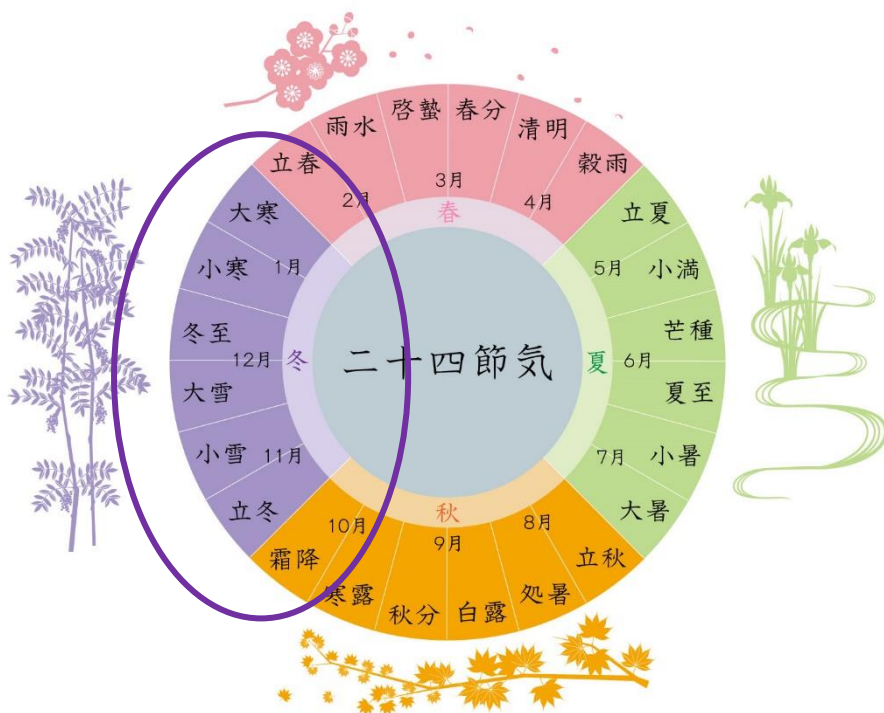 立春
雨水
啓蟄
春分
清明
穀雨
2月
3月
4月
春
立夏
小満
芒種
夏至
小暑
大暑
5月
6月
7月
夏
立秋
処暑
白露
秋分
寒露
霜降
8月
9月
10月
秋
立冬
小雪
大雪
冬至
小寒
大寒
11月
12月
1月
冬
二十四節気